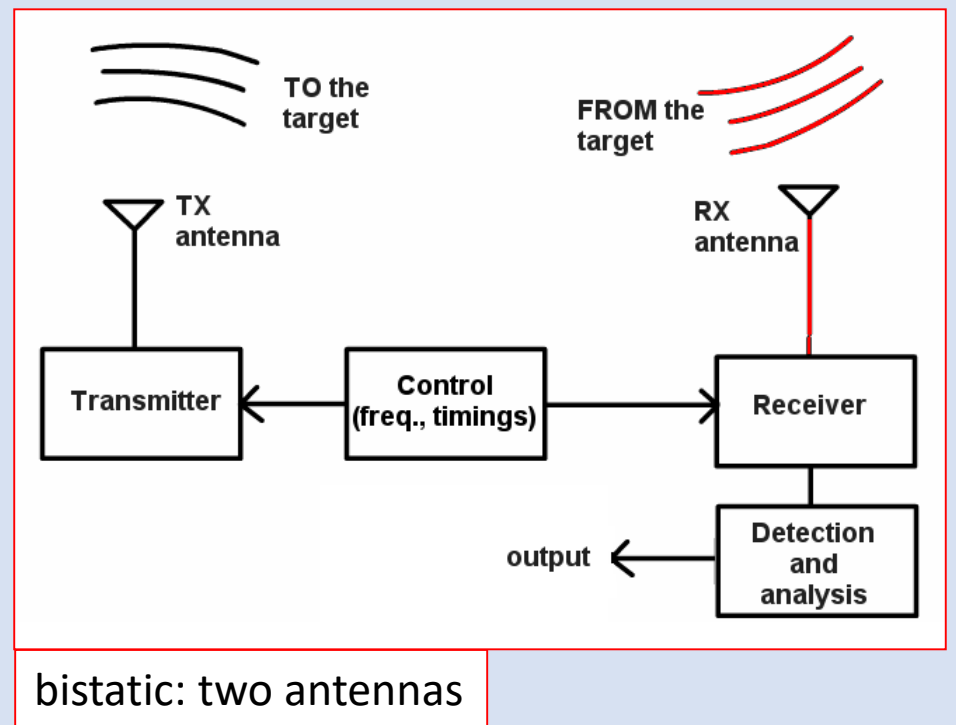 TO the
target
FROM the
target
TX
antenna
RX
antenna
Transmitter
Control
(freq., timings)
Receiver
Detection
and
analysis
output
bistatic: two antennas